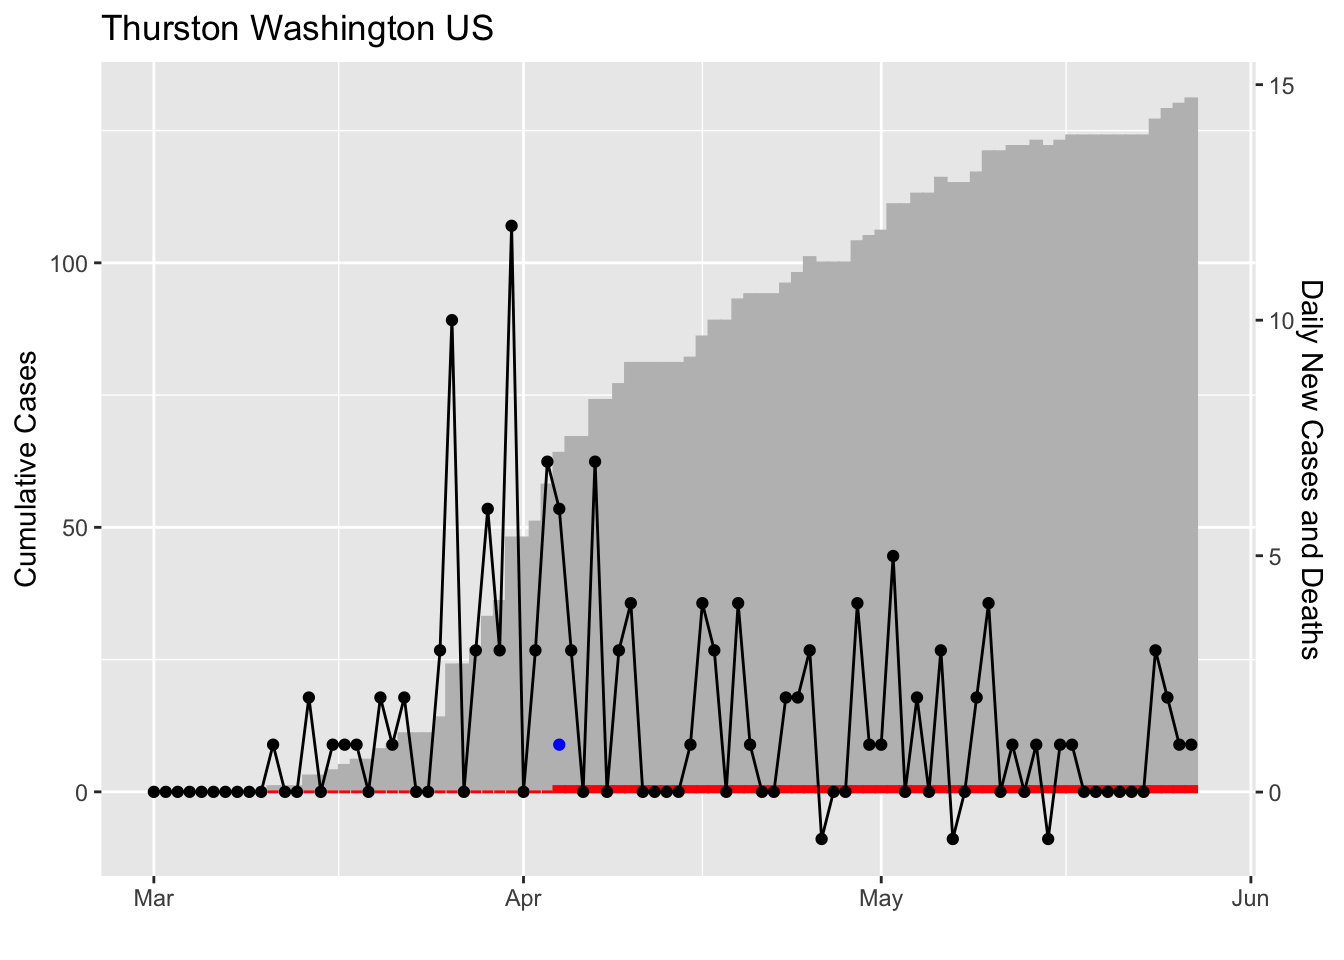 Thurston Washington US
Cumulative Cases
100
50
0
15
10
5
0
Daily New Cases and Deaths
Mar
Apr
May
Jun